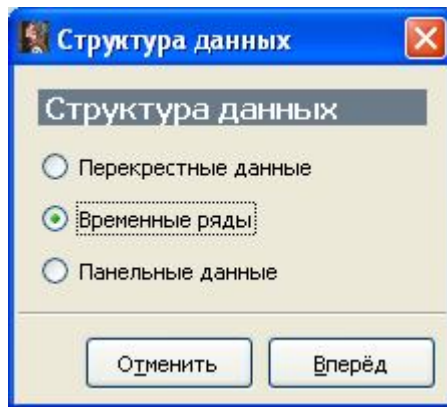 Структура данных
Структура данных
Перекрестные данные
Временные ряды
Панельные данные
Отменить Вперёд